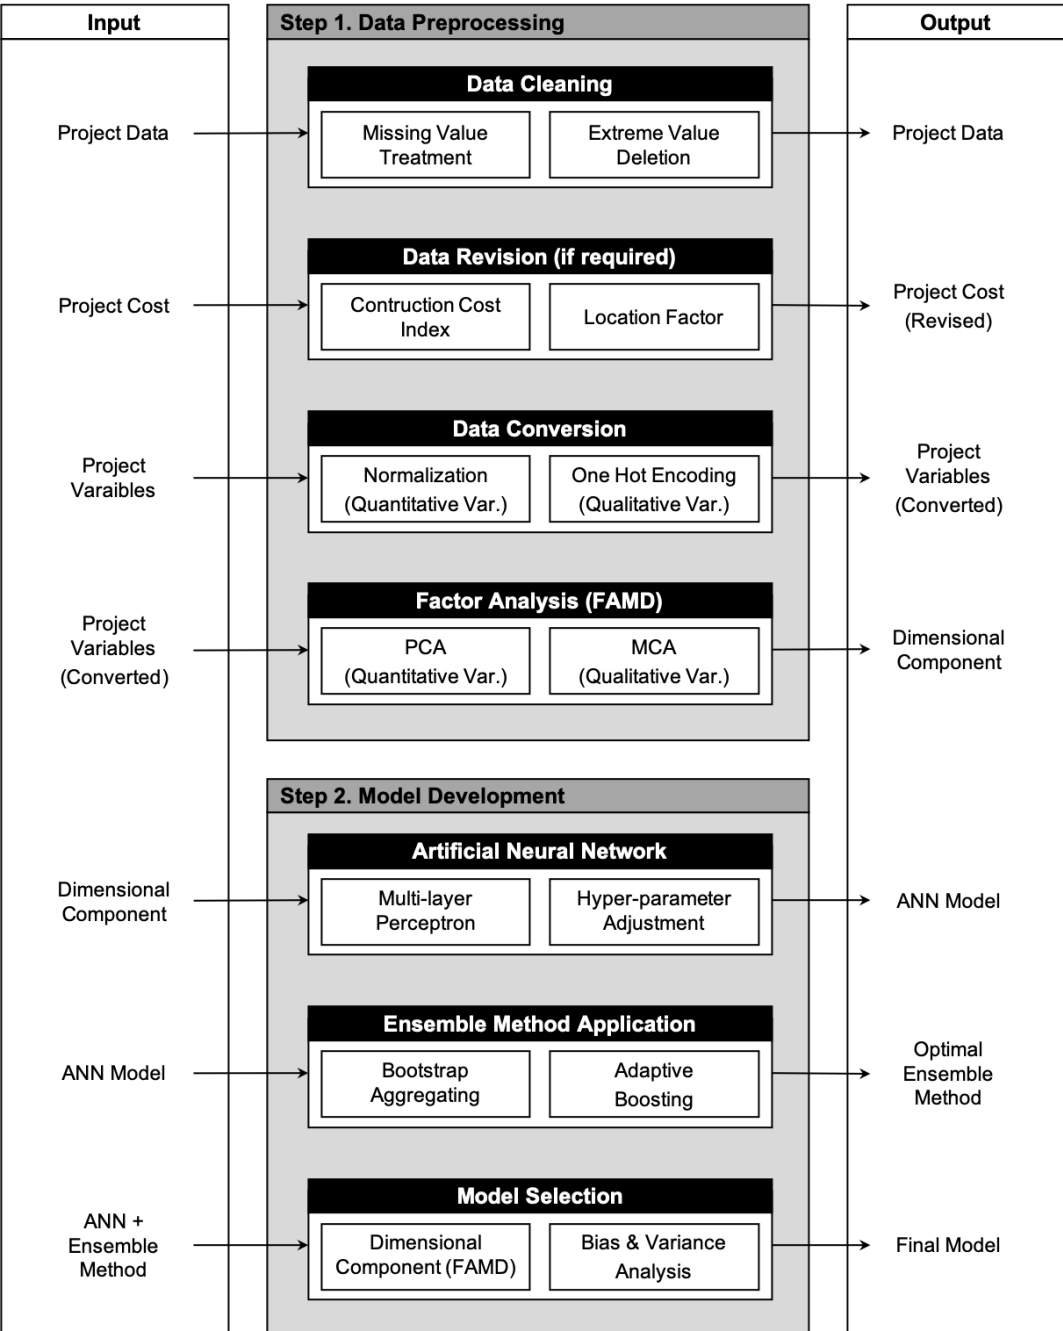 Input
Step 1. Data Preprocessing
Output
Data Cleaning
Project Data
Missing Value
Treatment
Extreme Value
Deletion
Project Data
Data Revision (if required)
Project Cost
Contruction Cost
Index
Location Factor
Project Cost
(Revised)
Data Conversion
Project
Varaibles
Normalization
(Quantitative Var.)
One Hot Encoding
(Qualitative Var.)
Project
Variables
(Converted)
Factor Analysis (FAMD)
Project
Variables
(Converted)
PCA
(Quantitative Var.)
MCA
(Qualitative Var.)
Dimensional
Component
Step 2. Model Development
Artificial Neural Network
Dimensional
Component
Multi-layer
Perceptron
Hyper-parameter
Adjustment
ANN Model
Ensemble Method Application
ANN Model
Bootstrap
Aggregating
Adaptive
Boosting
Optimal
Ensemble
Method
Model Selection
ANN +
Ensemble
Method
Dimensional
Component (FAMD)
Bias & Variance
Analysis
Final Model